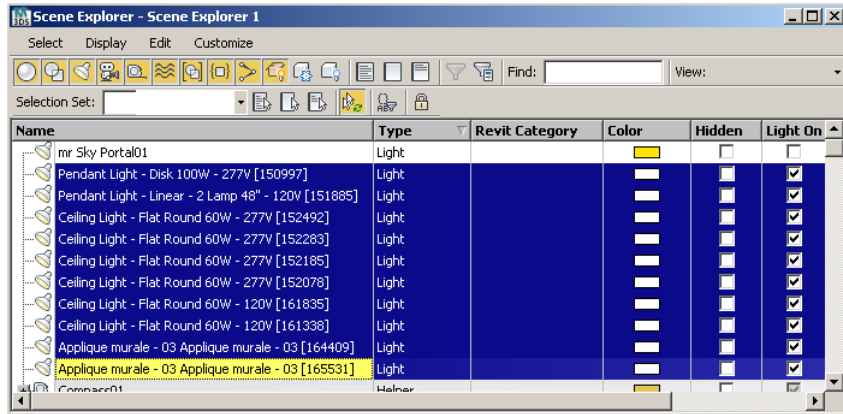 Scene Explorer - Scene Explorer 1
Select Display Edit Customize
Find: View:
Selection Set:
Name Type Revit Category Color Hidden Light On
mr Sky Portal01 Light
Pendant Light - Disk 100W - 277V [150997] Light
Pendant Light - Linear - 2 Lamp 48" - 120V [151885] Light
Ceiling Light - Flat Round 60W - 277V [152492] Light
Ceiling Light - Flat Round 60W - 277V [152283] Light
Ceiling Light - Flat Round 60W - 277V [152185] Light
Ceiling Light - Flat Round 60W - 277V [152078] Light
Ceiling Light - Flat Round 60W - 120V [161835] Light
Ceiling Light - Flat Round 60W - 120V [161338] Light
Applique murale - 03 Applique murale - 03 [164409] Light
Applique murale - 03 Applique murale - 03 [165531] Light
Compass01 Helper